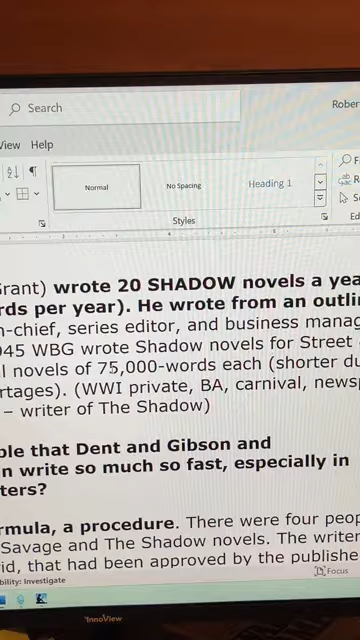 Search
Rober
View Help
Normal
No Spacing
Heading 1
Styles
Grant) wrote 20 SHADOW novels a yea
rds per year). He wrote from an outli
n-chief, series editor, and business manag
945 WBG wrote Shadow novels for Street
l novels of 75,000-words each (shorter du
rtages). (WWI private, BA, carnival, newsp
– writer of The Shadow)
ble that Dent and Gibson and
n write so much so fast, especially in
ters?
rmula, a procedure. There were four peop
Savage and The Shadow novels. The writer
rid, that had been approved by the publishe
bility: Investigate
Focus
InnoView